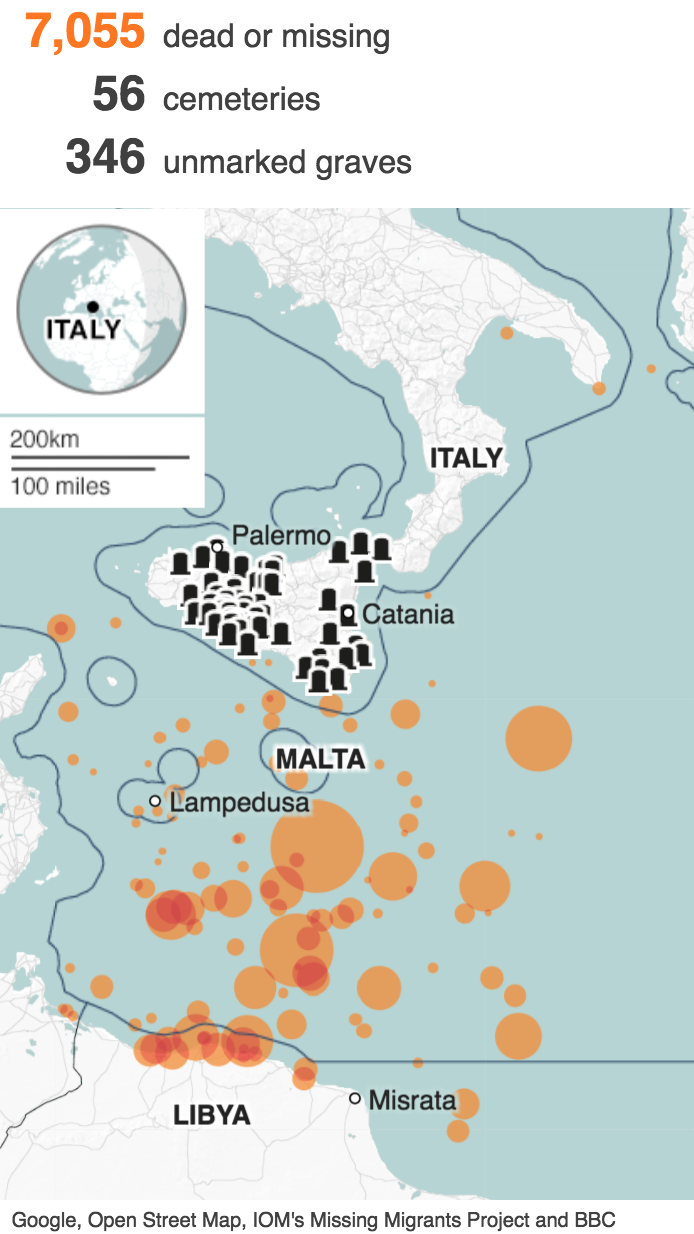 7,055 dead or missing
56 cemeteries
346 unmarked graves
ITALY
200km
100 miles
ITALY
Palermo
Catania
MALTA
Lampedusa
Misrata
LIBYA
Google, Open Street Map, IOM's Missing Migrants Project and BBC